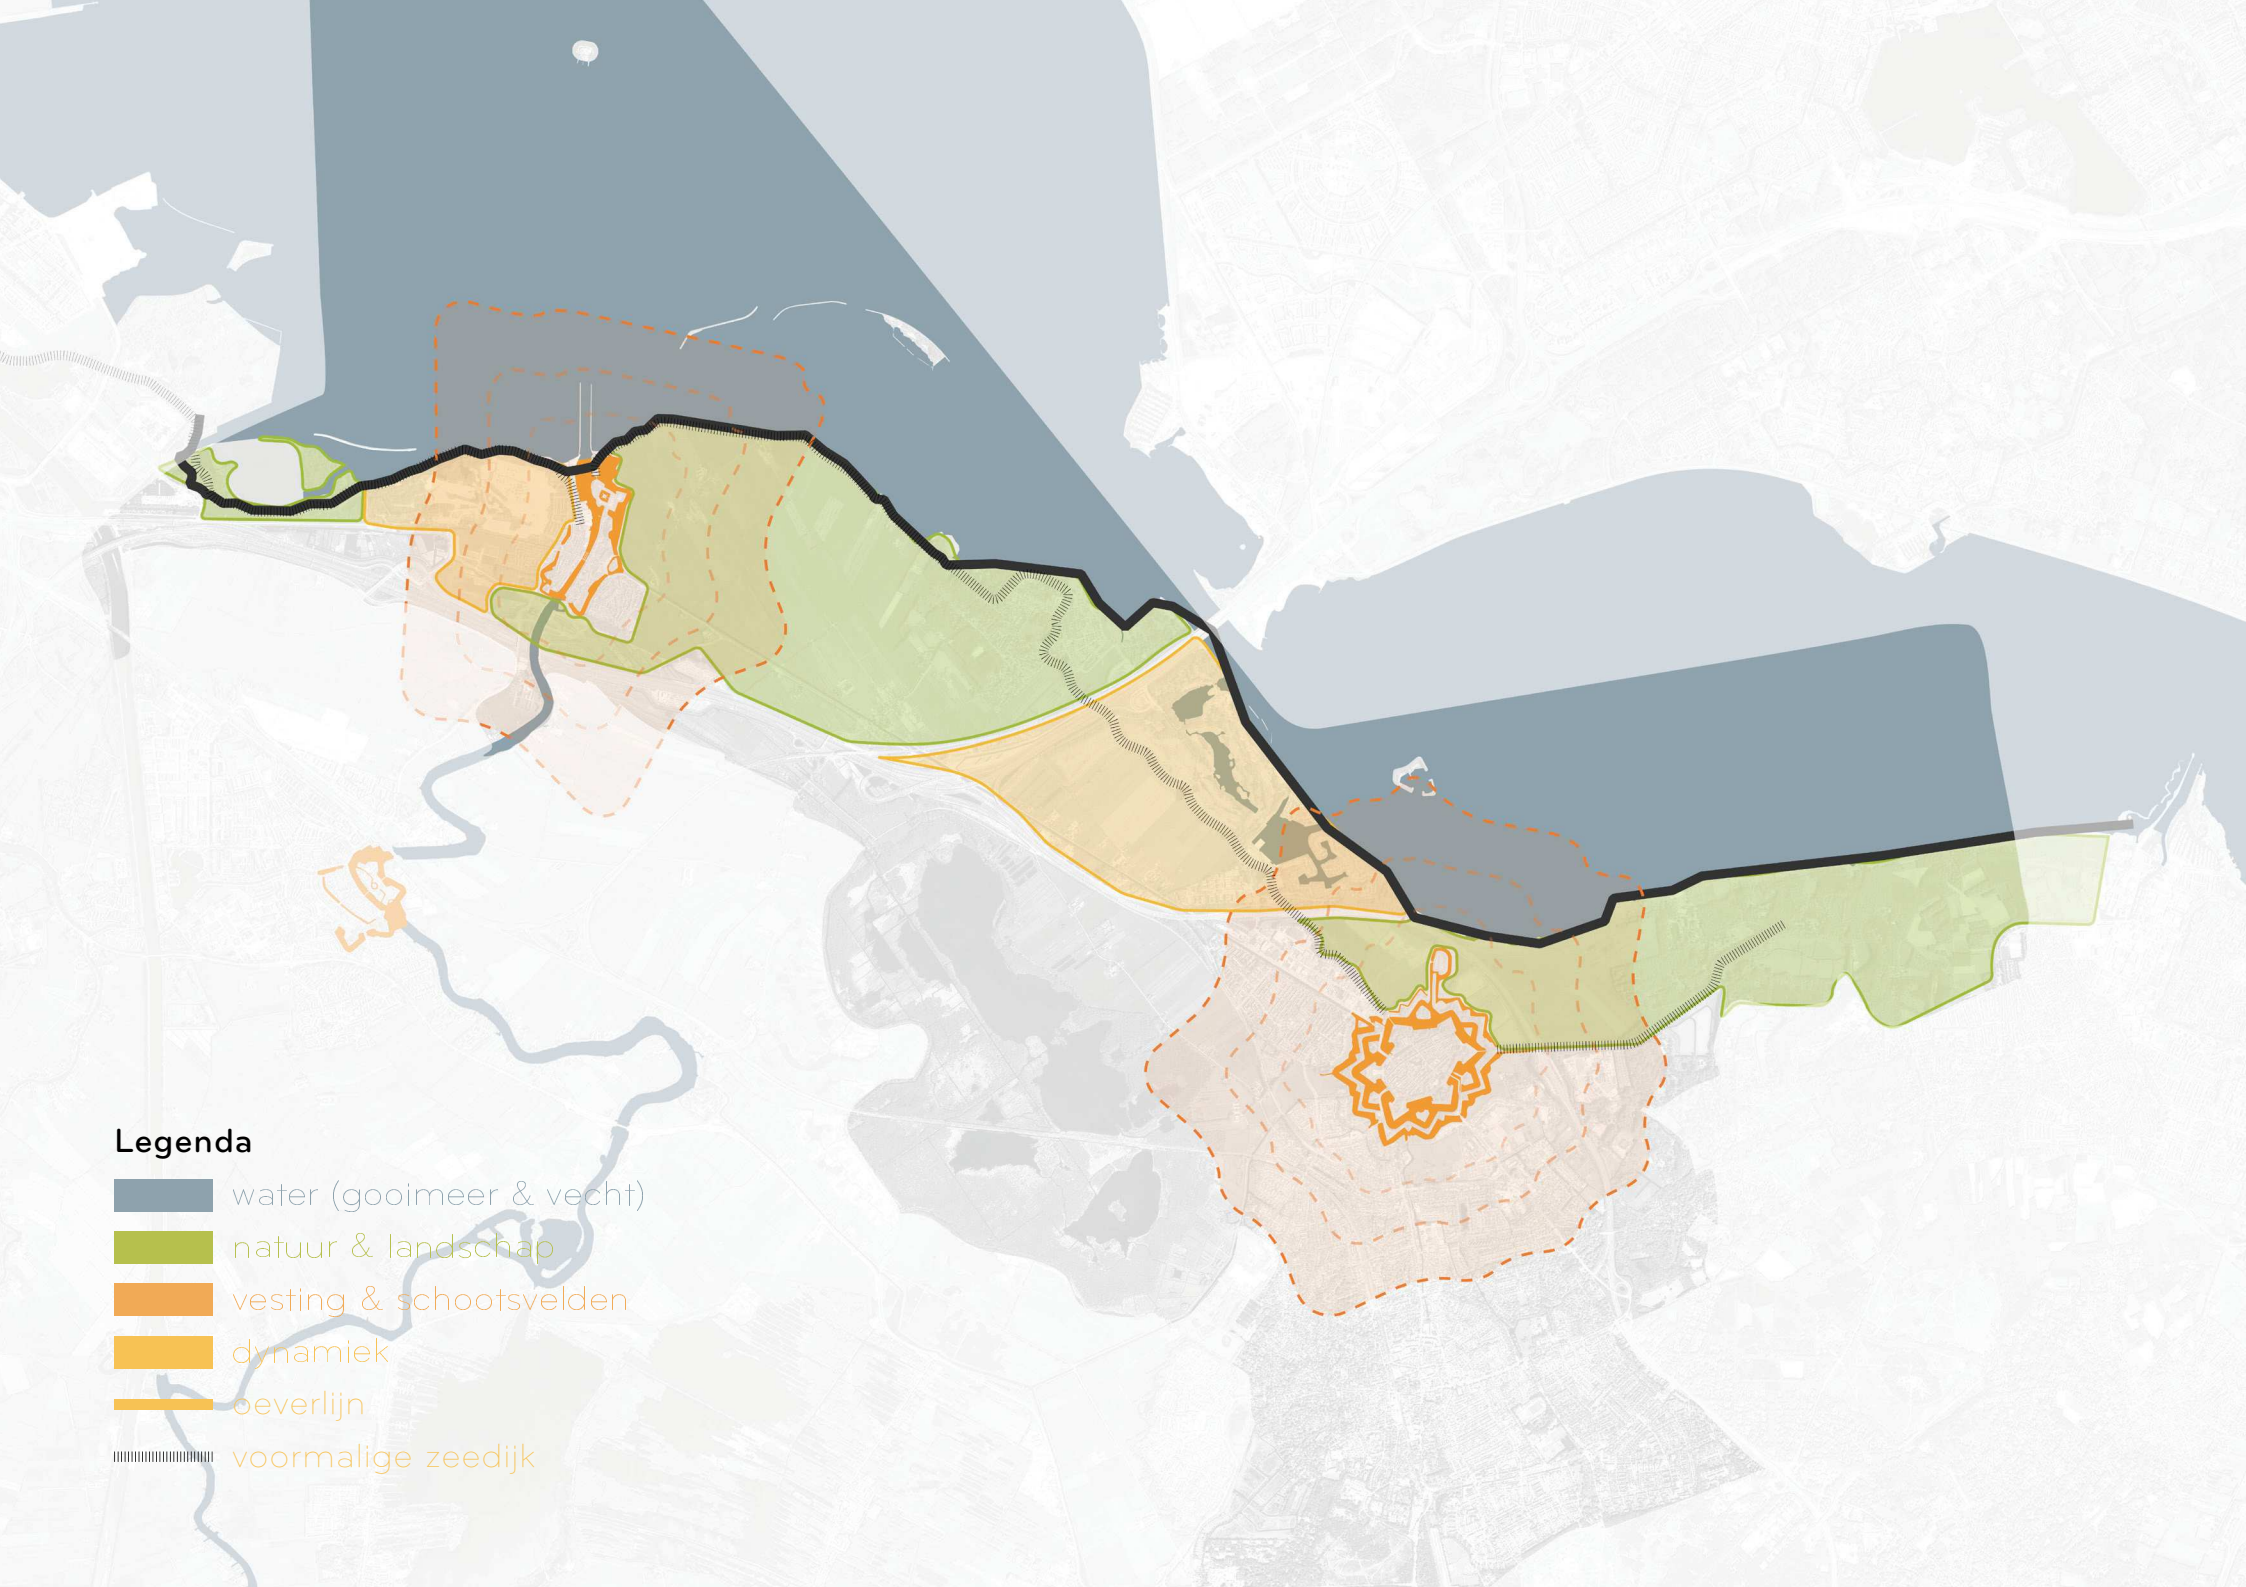 Legenda
water (gooimeer & vecht)
natuur & landschap
vesting & schootsvelden
dynamiek
oeverlijn
voormalige zeedijk